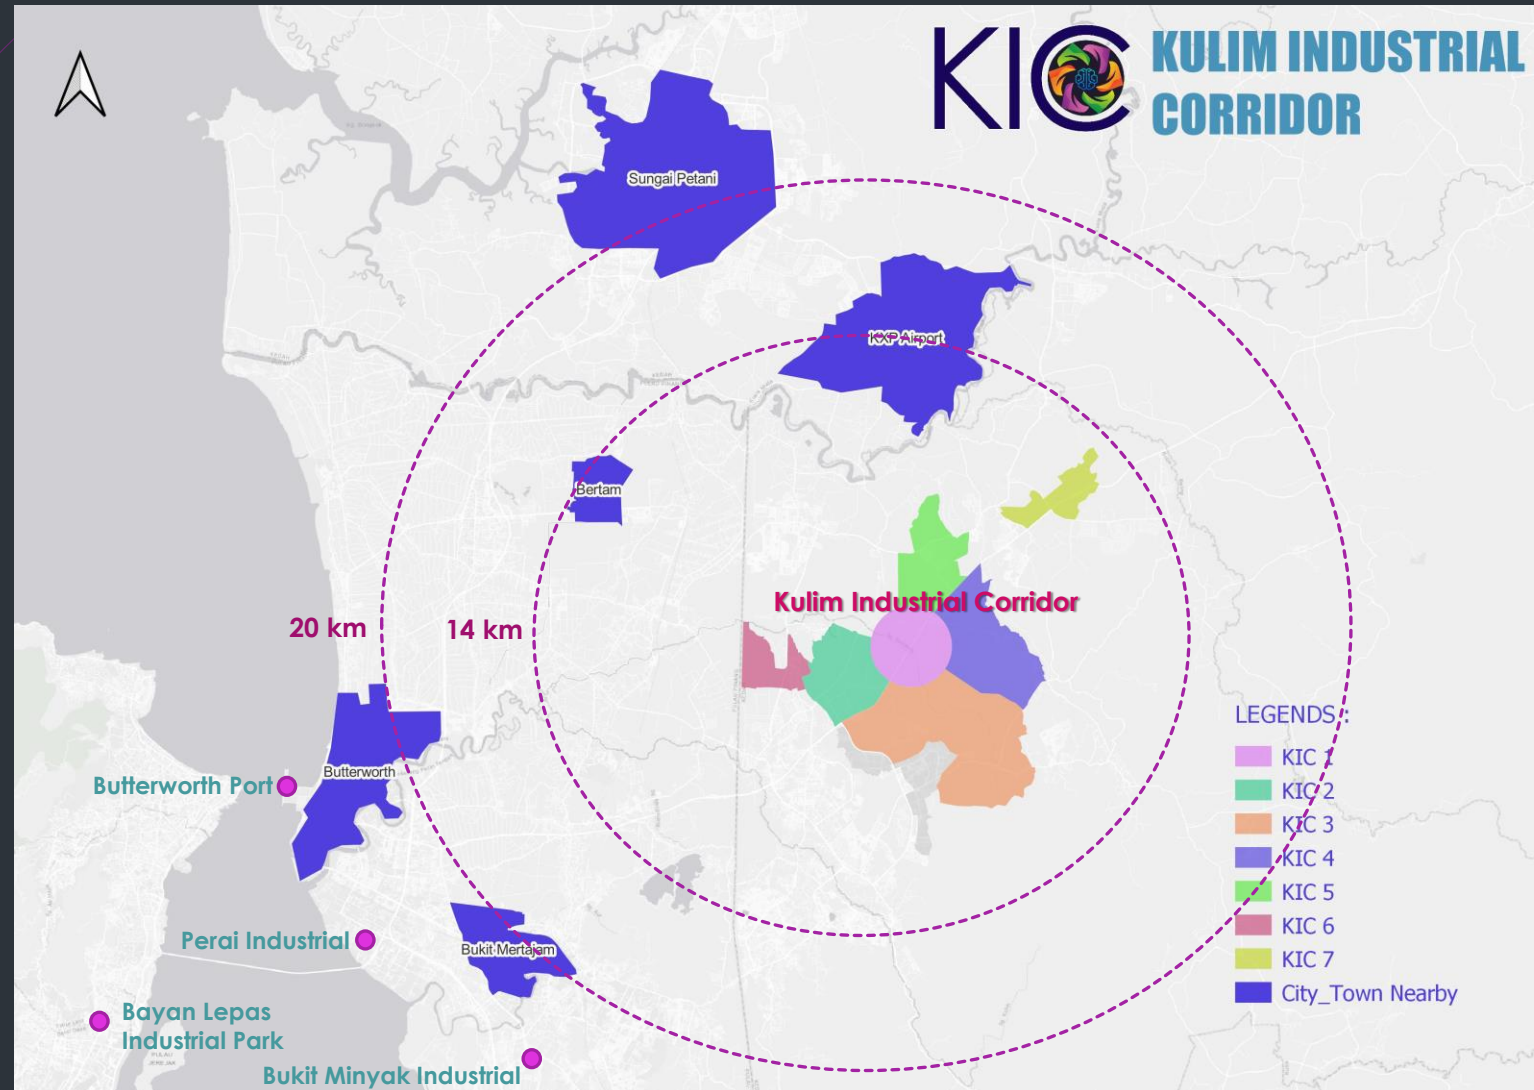 KIC
KULIM INDUSTRIAL
CORRIDOR
Sungai Petani
KXP Airport
Bertam
Kulim Industrial Corridor
20 km
14 km
Butterworth
Butterworth Port
Bukit Mertajam
Perai Industrial
Bayan Lepas
Industrial Park
Bukit Minyak Industrial
PULAU
JEREJAK
LEGENDS :
KIC 1
KIC 2
KIC 3
KIC 4
KIC 5
KIC 6
KIC 7
City_Town Nearby